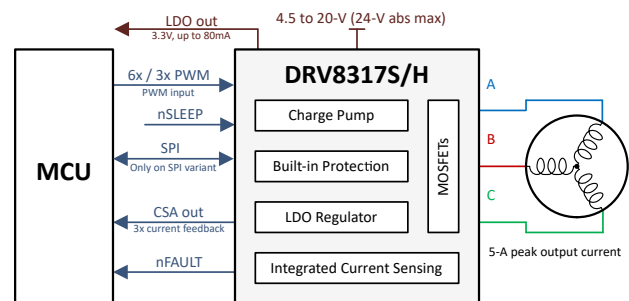 LDO out
3.3V, up to 80mA
4.5 to 20-V (24-V abs max)
MCU
6x / 3x PWM
PWM input
nSLEEP
SPI
Only on SPI variant
CSA out
3x current feedback
nFAULT
DRV8317S/H
Charge Pump
Built-in Protection
LDO Regulator
Integrated Current Sensing
MOSFETs
A
B
C
5-A peak output current